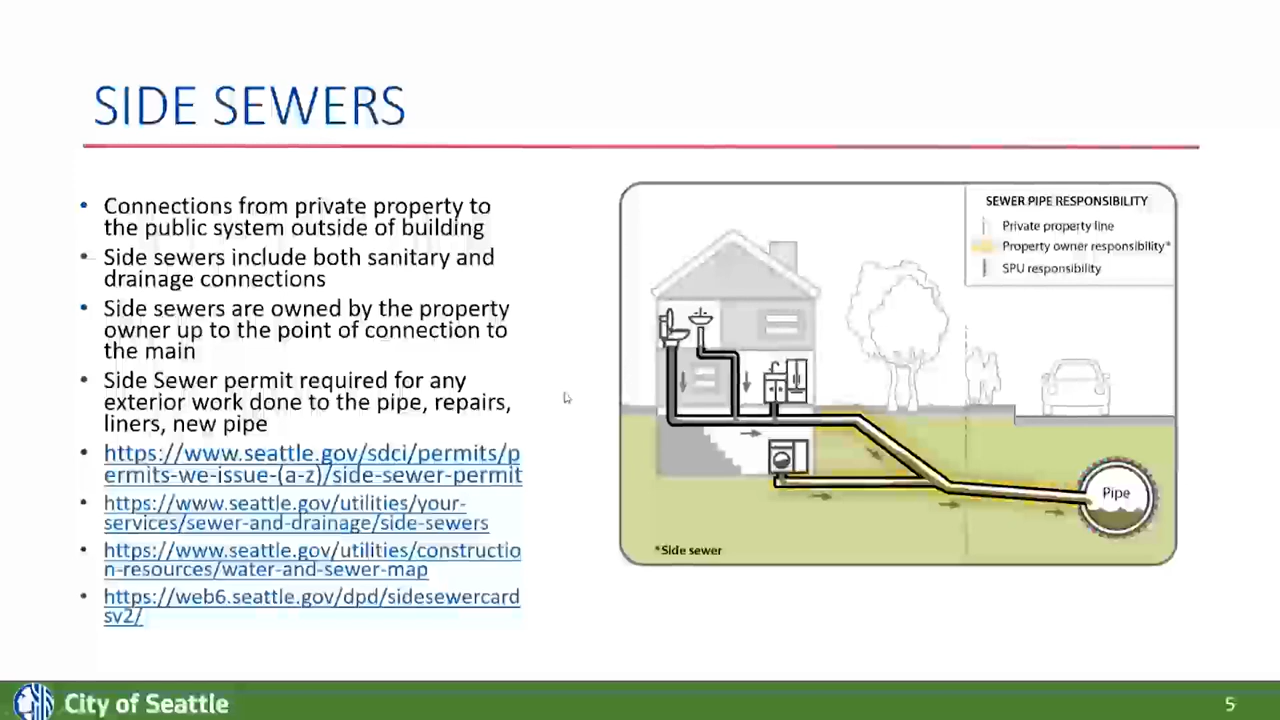 SIDE SEWERS
• Connections from private property to
the public system outside of building
• Side sewers include both sanitary and
drainage connections
• Side sewers are owned by the property
owner up to the point of connection to
the main
• Side Sewer permit required for any
exterior work done to the pipe, repairs,
liners, new pipe
• https://www.seattle.gov/sdci/permits/p
ermits-we-issue-(a-z)/side-sewer-permit
• https://www.seattle.gov/utilities/your-
services/sewer-and-drainage/side-sewers
• https://www.seattle.gov/utilities/constructio
n-resources/water-and-sewer-map
• https://web6.seattle.gov/dpd/sidesewercard
sv2/
SEWER PIPE RESPONSIBILITY
Private property line
Property owner responsibility*
SPU responsibility
Pipe
*Side sewer
City of Seattle
5